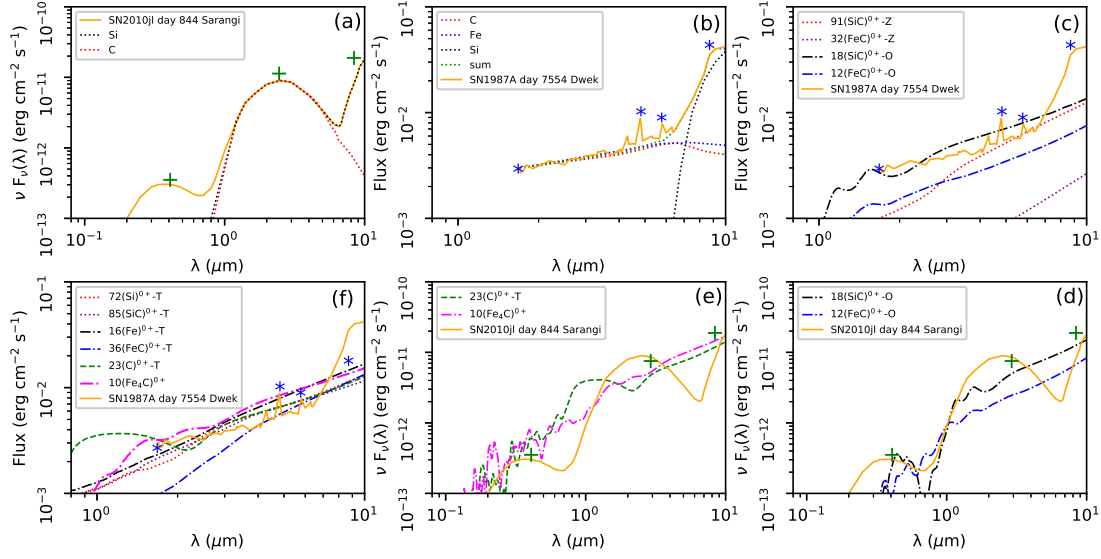 (a)
SN2010jl day 844 Sarangi
Si
C
ν Fν(λ) (erg cm⁻² s⁻¹)
10⁻¹⁰
10⁻¹¹
10⁻¹²
10⁻¹³
10⁻¹
10⁰
10¹
λ (μm)
(b)
C
Fe
Si
sum
SN1987A day 7554 Dwek
Flux (erg cm⁻² s⁻¹)
10⁻¹
10⁻²
10⁻³
10⁰
10¹
λ (μm)
(c)
91(SiC)⁰⁺-Z
32(FeC)⁰⁺-Z
18(SiC)⁰⁺-O
12(FeC)⁰⁺-O
SN1987A day 7554 Dwek
Flux (erg cm⁻² s⁻¹)
10⁻¹
10⁻²
10⁻³
10⁰
10¹
λ (μm)
(f)
72(Si)⁰⁺-T
85(SiC)⁰⁺-T
16(Fe)⁰⁺-T
36(FeC)⁰⁺-T
23(C)⁰⁺-T
10(Fe₄C)⁰⁺
SN1987A day 7554 Dwek
Flux (erg cm⁻² s⁻¹)
10⁻¹
10⁻²
10⁻³
10⁰
10¹
λ (μm)
(e)
23(C)⁰⁺-T
10(Fe₄C)⁰⁺
SN2010jl day 844 Sarangi
ν Fν(λ) (erg cm⁻² s⁻¹)
10⁻¹⁰
10⁻¹¹
10⁻¹²
10⁻¹³
10⁻¹
10⁰
10¹
λ (μm)
(d)
18(SiC)⁰⁺-O
12(FeC)⁰⁺-O
SN2010jl day 844 Sarangi
ν Fν(λ) (erg cm⁻² s⁻¹)
10⁻¹⁰
10⁻¹¹
10⁻¹²
10⁻¹³
10⁻¹
10⁰
10¹
λ (μm)